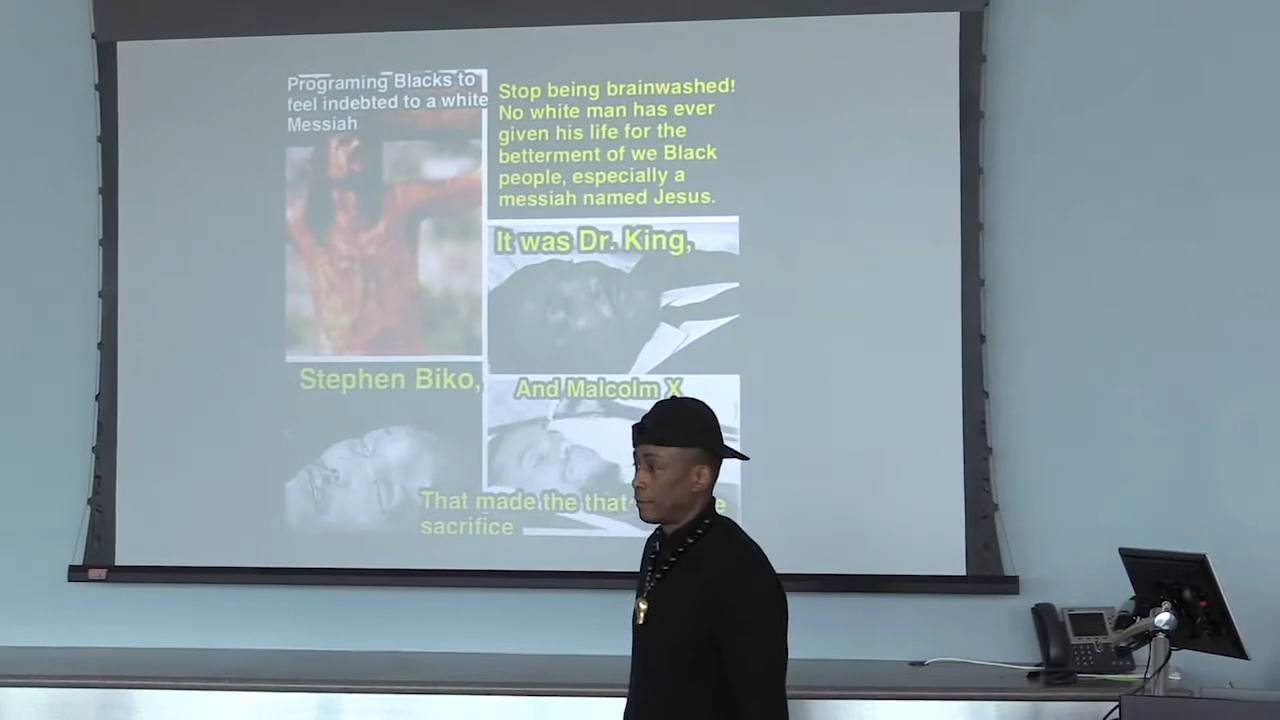 Programing Blacks to
feel indebted to a white
Messiah
Stop being brainwashed!
No white man has ever
given his life for the
betterment of we Black
people, especially a
messiah named Jesus.
It was Dr. King,
Stephen Biko,
And Malcolm X
That made the that
sacrifice